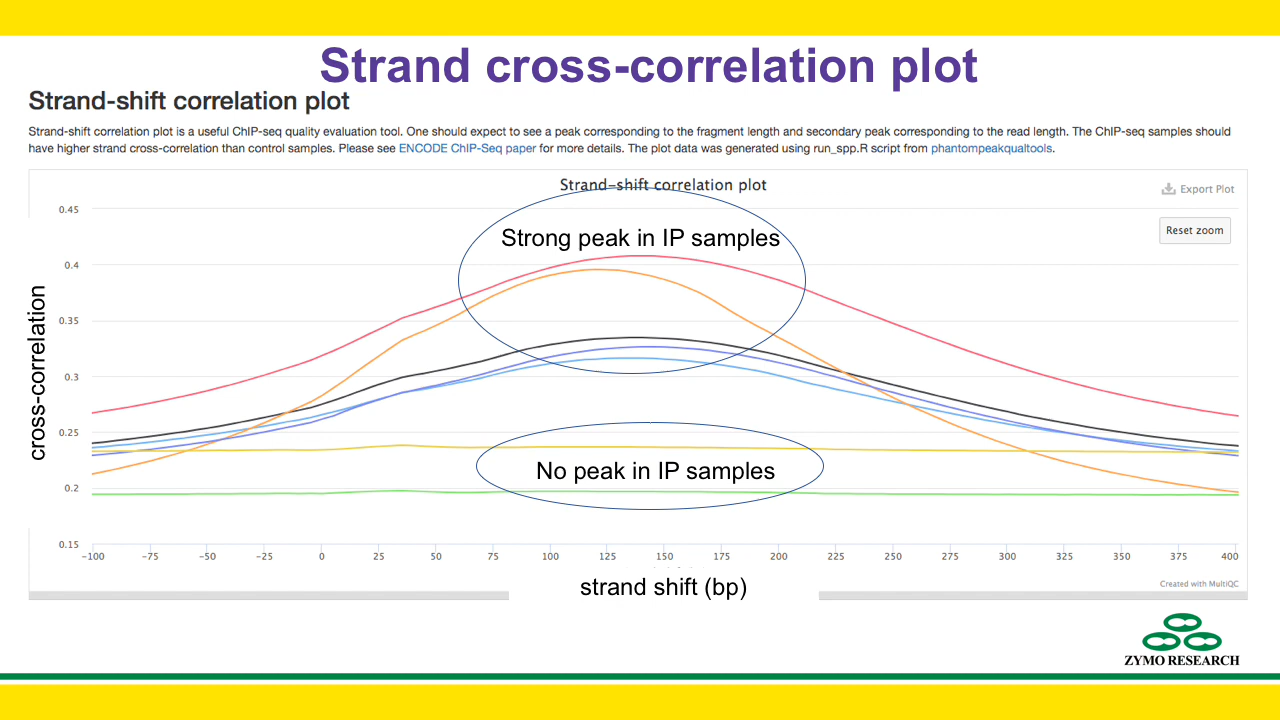 Strand cross-correlation plot
Strand-shift correlation plot
Strand-shift correlation plot is a useful ChIP-seq quality evaluation tool. One should expect to see a peak corresponding to the fragment length and secondary peak corresponding to the read length. The ChIP-seq samples should
have higher strand cross-correlation than control samples. Please see ENCODE ChIP-Seq paper for more details. The plot data was generated using run_spp.R script from phantompeakqualtools.
Strand-shift correlation plot
Export Plot
Reset zoom
0.45
0.4
0.35
0.3
0.25
0.2
0.15
cross-correlation
Strong peak in IP samples
No peak in IP samples
-100 -75 -50 -25 0 25 50 75 100 125 150 175 200 225 250 275 300 325 350 375 400
strand shift (bp)
Created with MultiQC
ZYMO RESEARCH